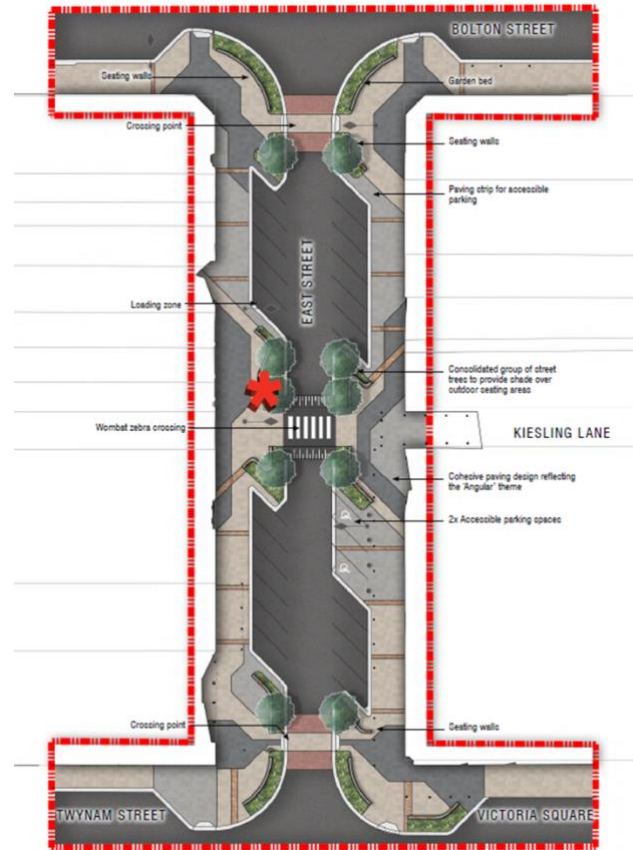 BOLTON STREET
Seating walls
Garden bed
Crossing point
Seating walls
Paving strip for accessible
parking
EAST STREET
Loading zone
Consolidated group of street
trees to provide shade over
outdoor seating areas
Wombat zebra crossing
KIESLING LANE
Cohesive paving design reflecting
the 'Angular' theme
2x Accessible parking spaces
Crossing point
Seating walls
TWYNAM STREET
VICTORIA SQUARE